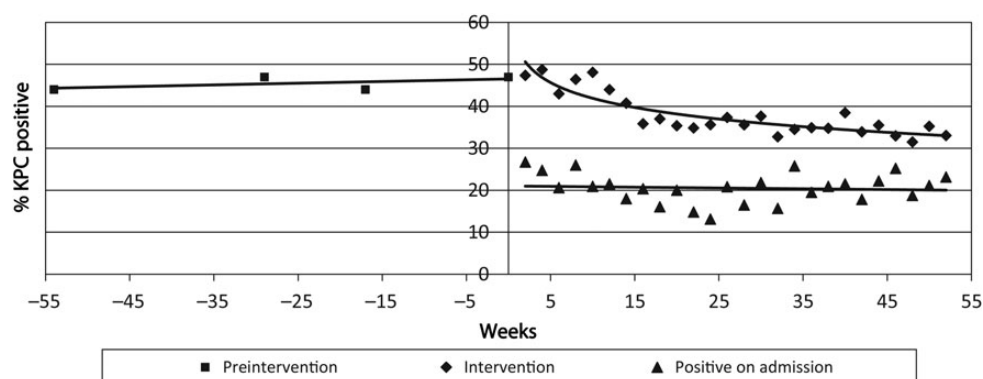 60
50
40
30
20
10
0
% KPC positive
–55 –45 –35 –25 –15 –5 5 15 25 35 45 55
Weeks
Preintervention Intervention Positive on admission